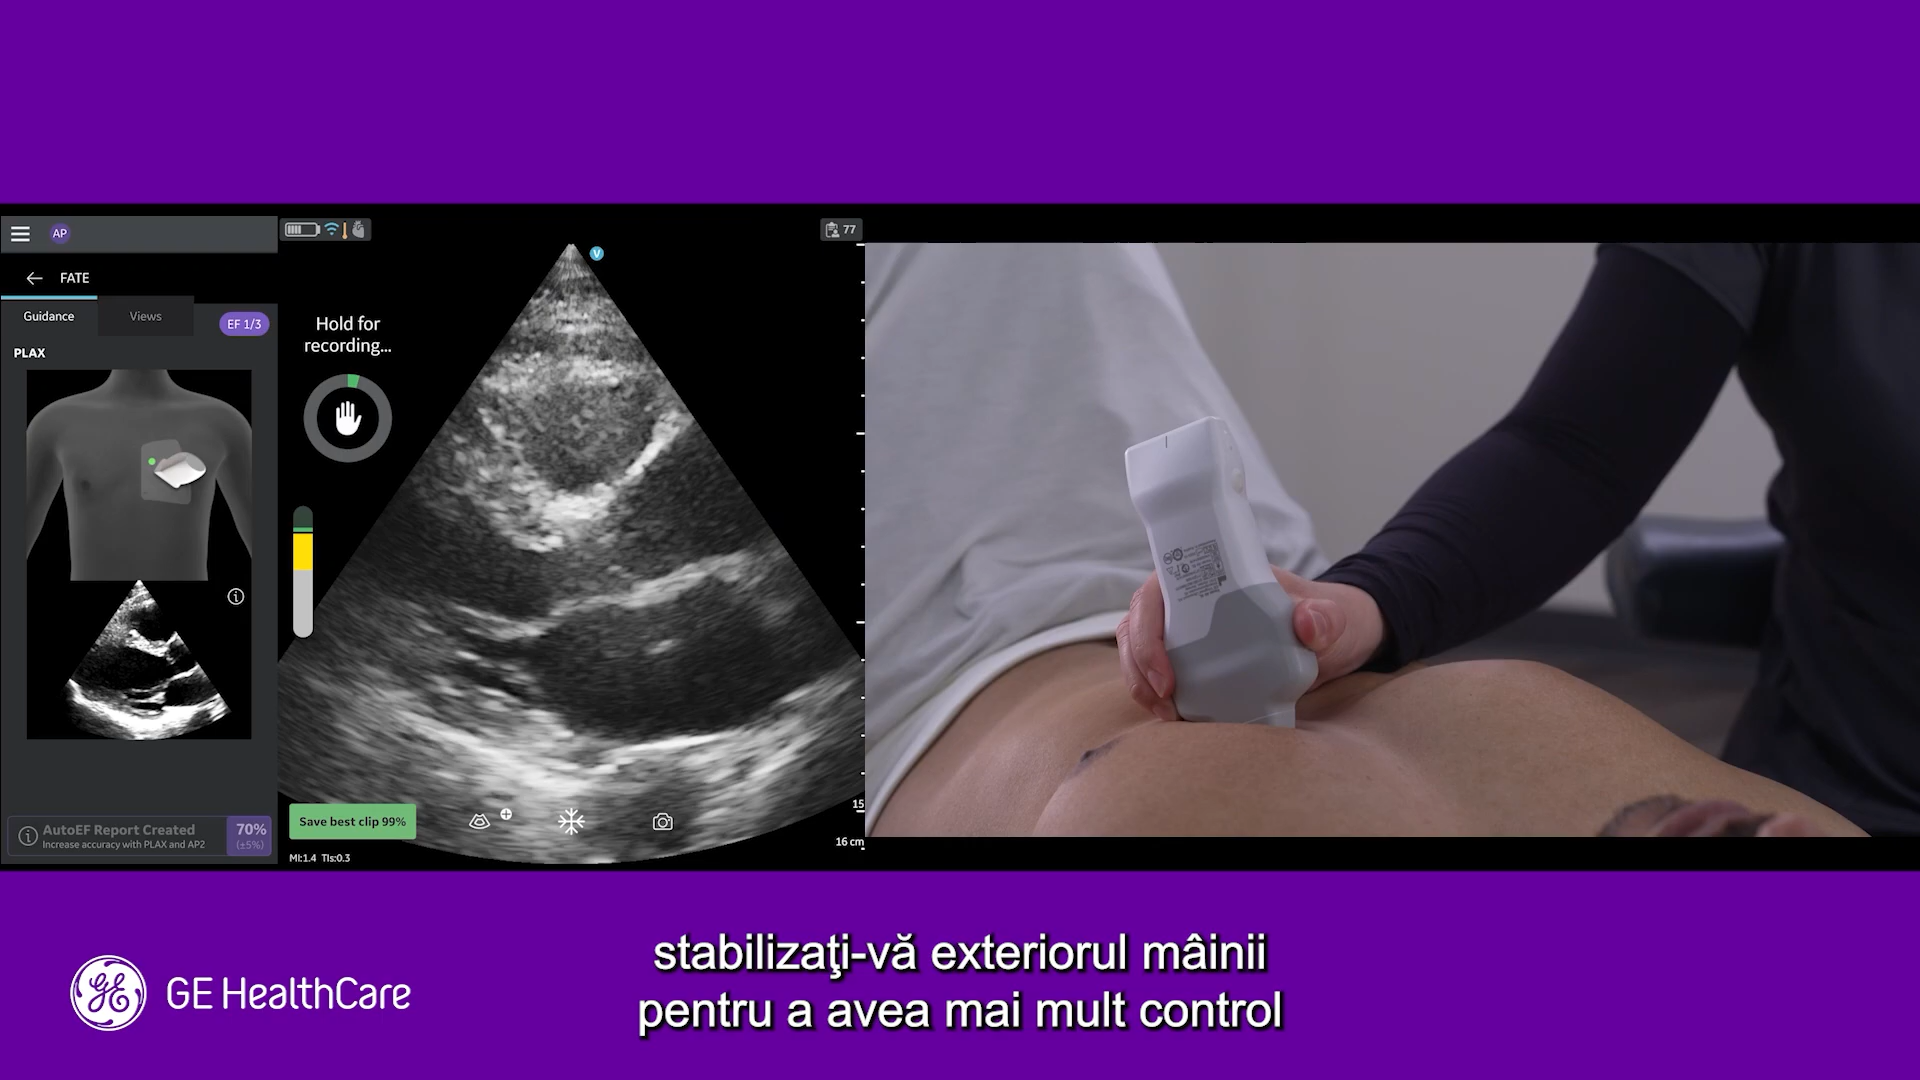 AP
77
FATE
V
Guidance
Views
EF 1/3
Hold for
recording...
PLAX
AutoEF Report Created
Increase accuracy with PLAX and AP2
70%
(±5%)
Save best clip 99%
15
16 cm
MI:1.4 TIs:0.3
GE HealthCare
stabilizaţi-vă exteriorul mâinii
pentru a avea mai mult control